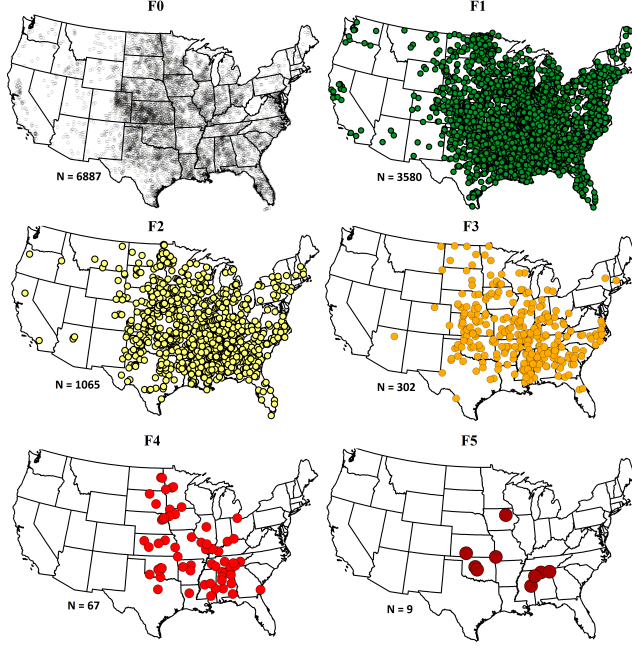 F0
F1
N = 6887
N = 3580
F2
F3
N = 1065
N = 302
F4
F5
N = 67
N = 9